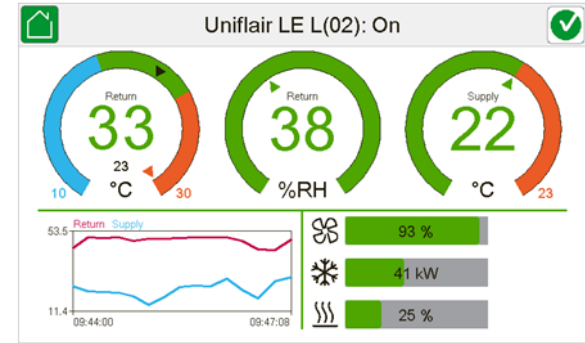 Uniflair LE L(02): On
Return
33
23
°C
10
30
Return
38
%RH
Supply
22
°C
23
Return Supply
53.5
11.4
09:44:00
09:47:08
93 %
41 kW
25 %